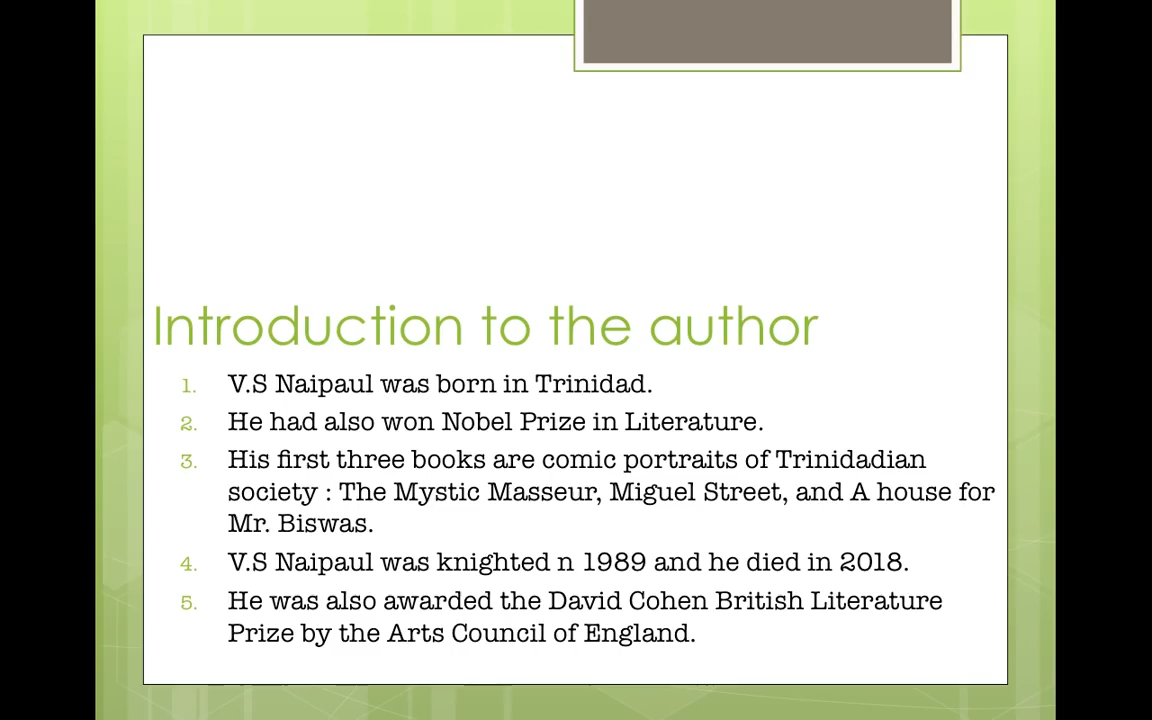 Introduction to the author
1. V.S Naipaul was born in Trinidad.
2. He had also won Nobel Prize in Literature.
3. His first three books are comic portraits of Trinidadian
society : The Mystic Masseur, Miguel Street, and A house for
Mr. Biswas.
4. V.S Naipaul was knighted n 1989 and he died in 2018.
5. He was also awarded the David Cohen British Literature
Prize by the Arts Council of England.